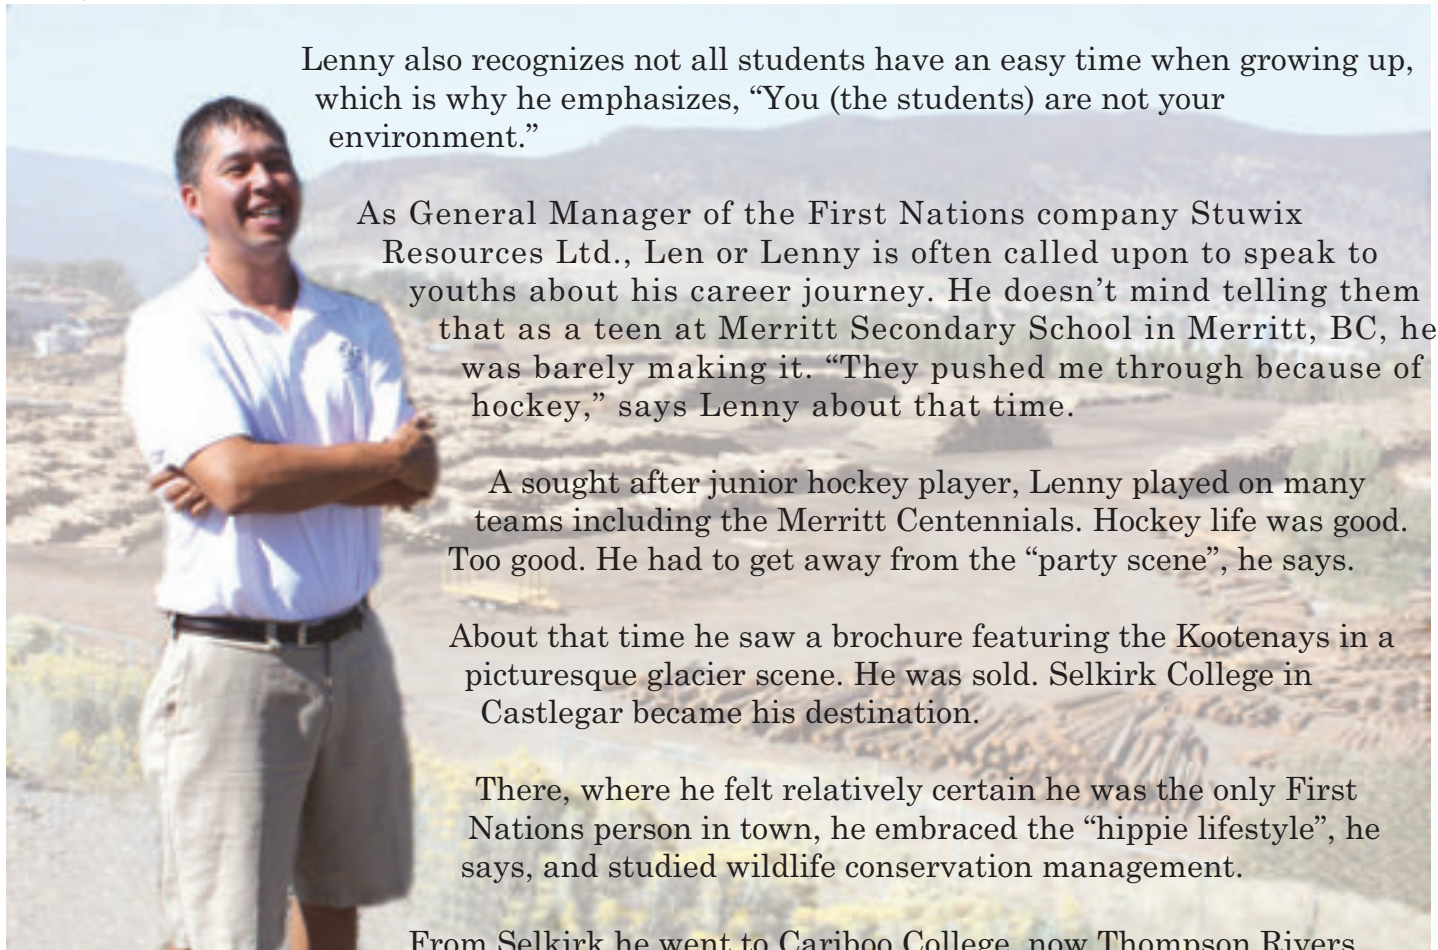 Lenny also recognizes not all students have an easy time when growing up,
which is why he emphasizes, “You (the students) are not your
environment.”
As General Manager of the First Nations company Stuwix
Resources Ltd., Len or Lenny is often called upon to speak to
youths about his career journey. He doesn’t mind telling them
that as a teen at Merritt Secondary School in Merritt, BC, he
was barely making it. “They pushed me through because of
hockey,” says Lenny about that time.
A sought after junior hockey player, Lenny played on many
teams including the Merritt Centennials. Hockey life was good.
Too good. He had to get away from the “party scene”, he says.
About that time he saw a brochure featuring the Kootenays in a
picturesque glacier scene. He was sold. Selkirk College in
Castlegar became his destination.
There, where he felt relatively certain he was the only First
Nations person in town, he embraced the “hippie lifestyle”, he
says, and studied wildlife conservation management.
From Selkirk he went to Cariboo College, now Thompson Rivers